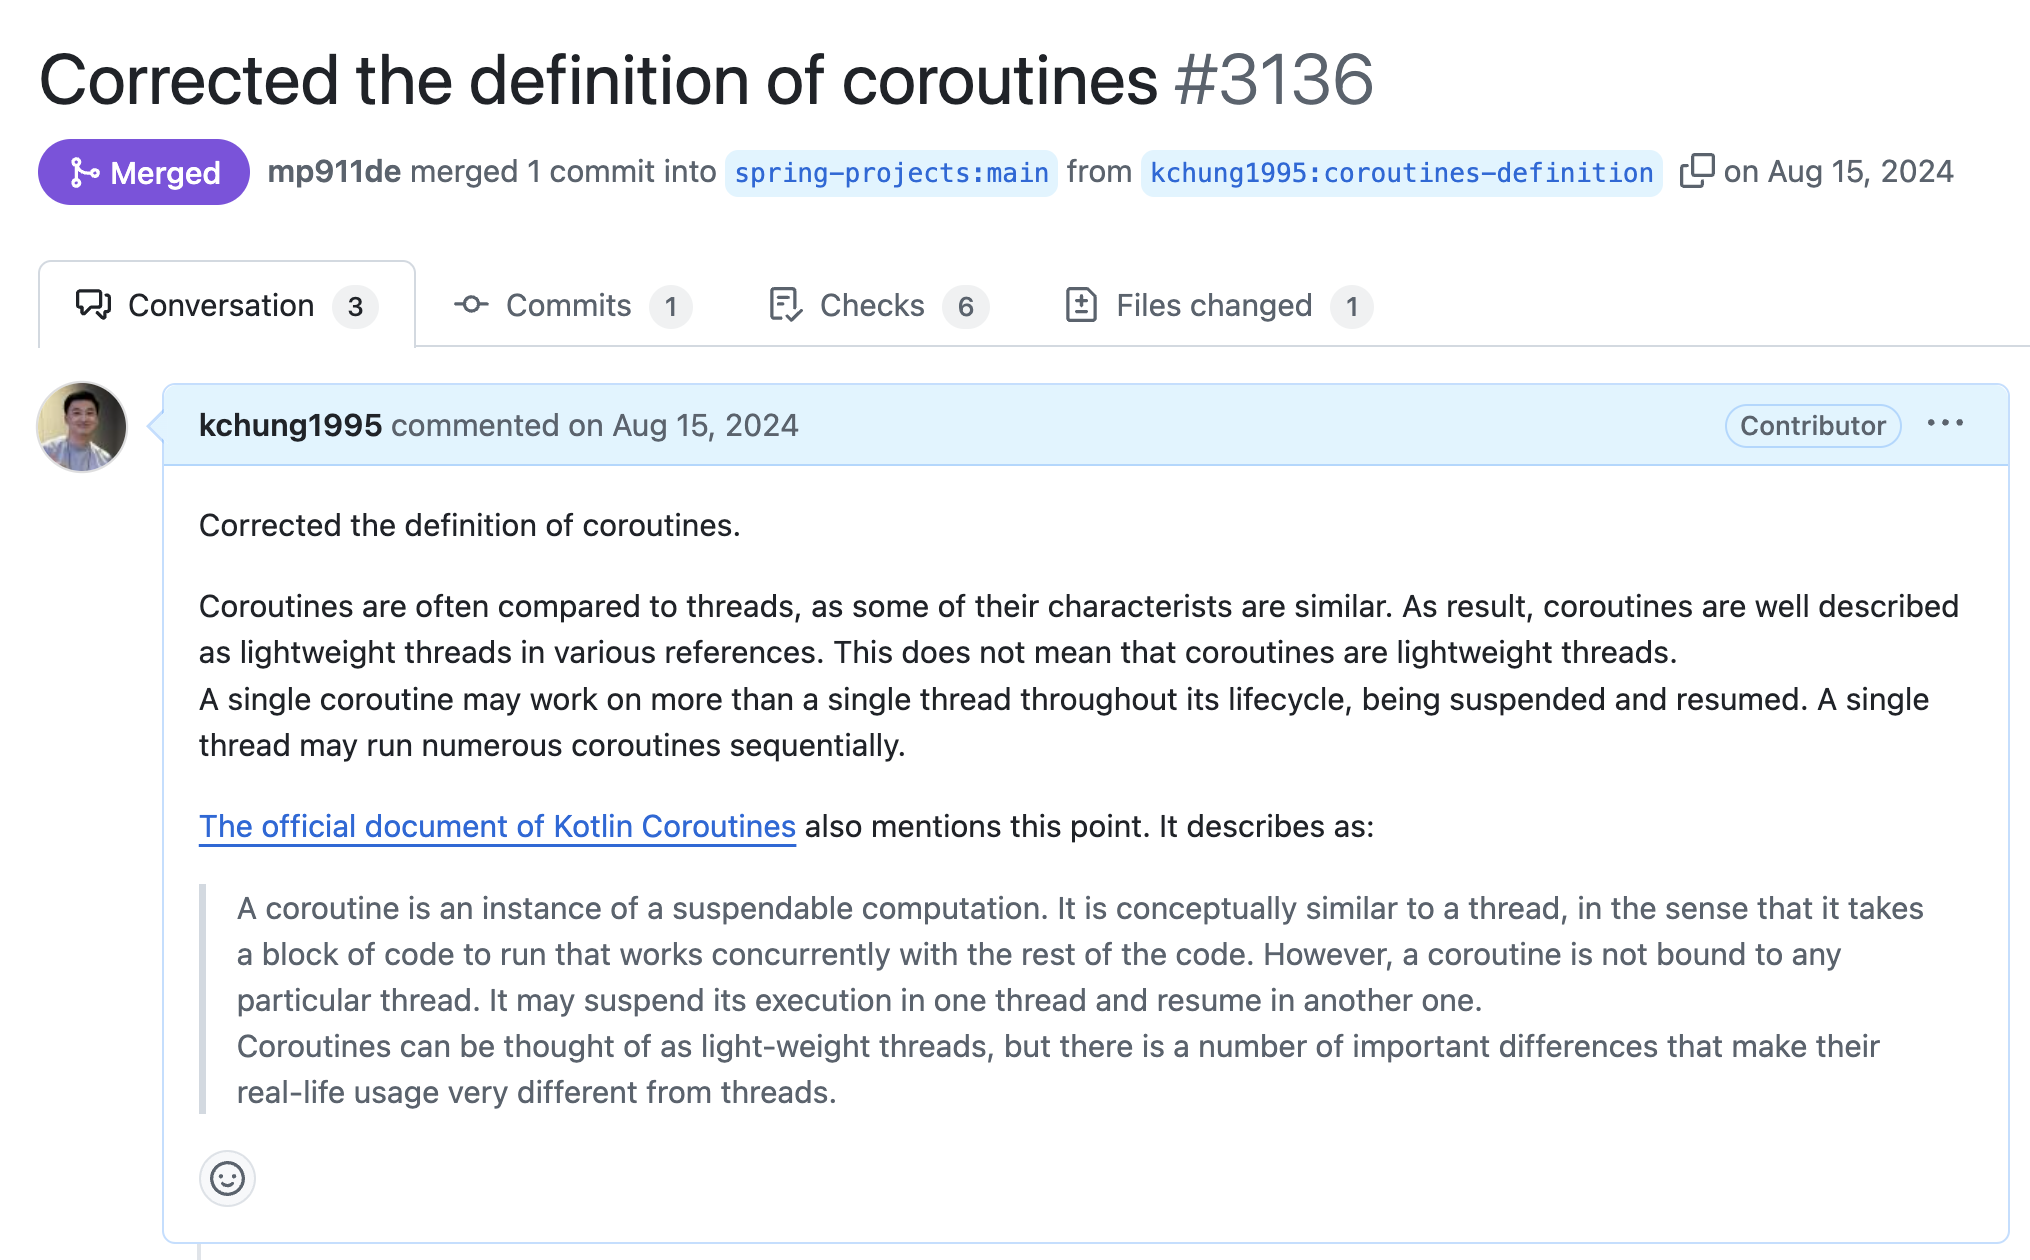 Corrected the definition of coroutines #3136
Merged mp911de merged 1 commit into spring-projects:main from kchung1995:coroutines-definition on Aug 15, 2024
Conversation 3 Commits 1 Checks 6 Files changed 1
kchung1995 commented on Aug 15, 2024 Contributor ...
Corrected the definition of coroutines.
Coroutines are often compared to threads, as some of their characterists are similar. As result, coroutines are well described
as lightweight threads in various references. This does not mean that coroutines are lightweight threads.
A single coroutine may work on more than a single thread throughout its lifecycle, being suspended and resumed. A single
thread may run numerous coroutines sequentially.
The official document of Kotlin Coroutines also mentions this point. It describes as:
A coroutine is an instance of a suspendable computation. It is conceptually similar to a thread, in the sense that it takes
a block of code to run that works concurrently with the rest of the code. However, a coroutine is not bound to any
particular thread. It may suspend its execution in one thread and resume in another one.
Coroutines can be thought of as light-weight threads, but there is a number of important differences that make their
real-life usage very different from threads.